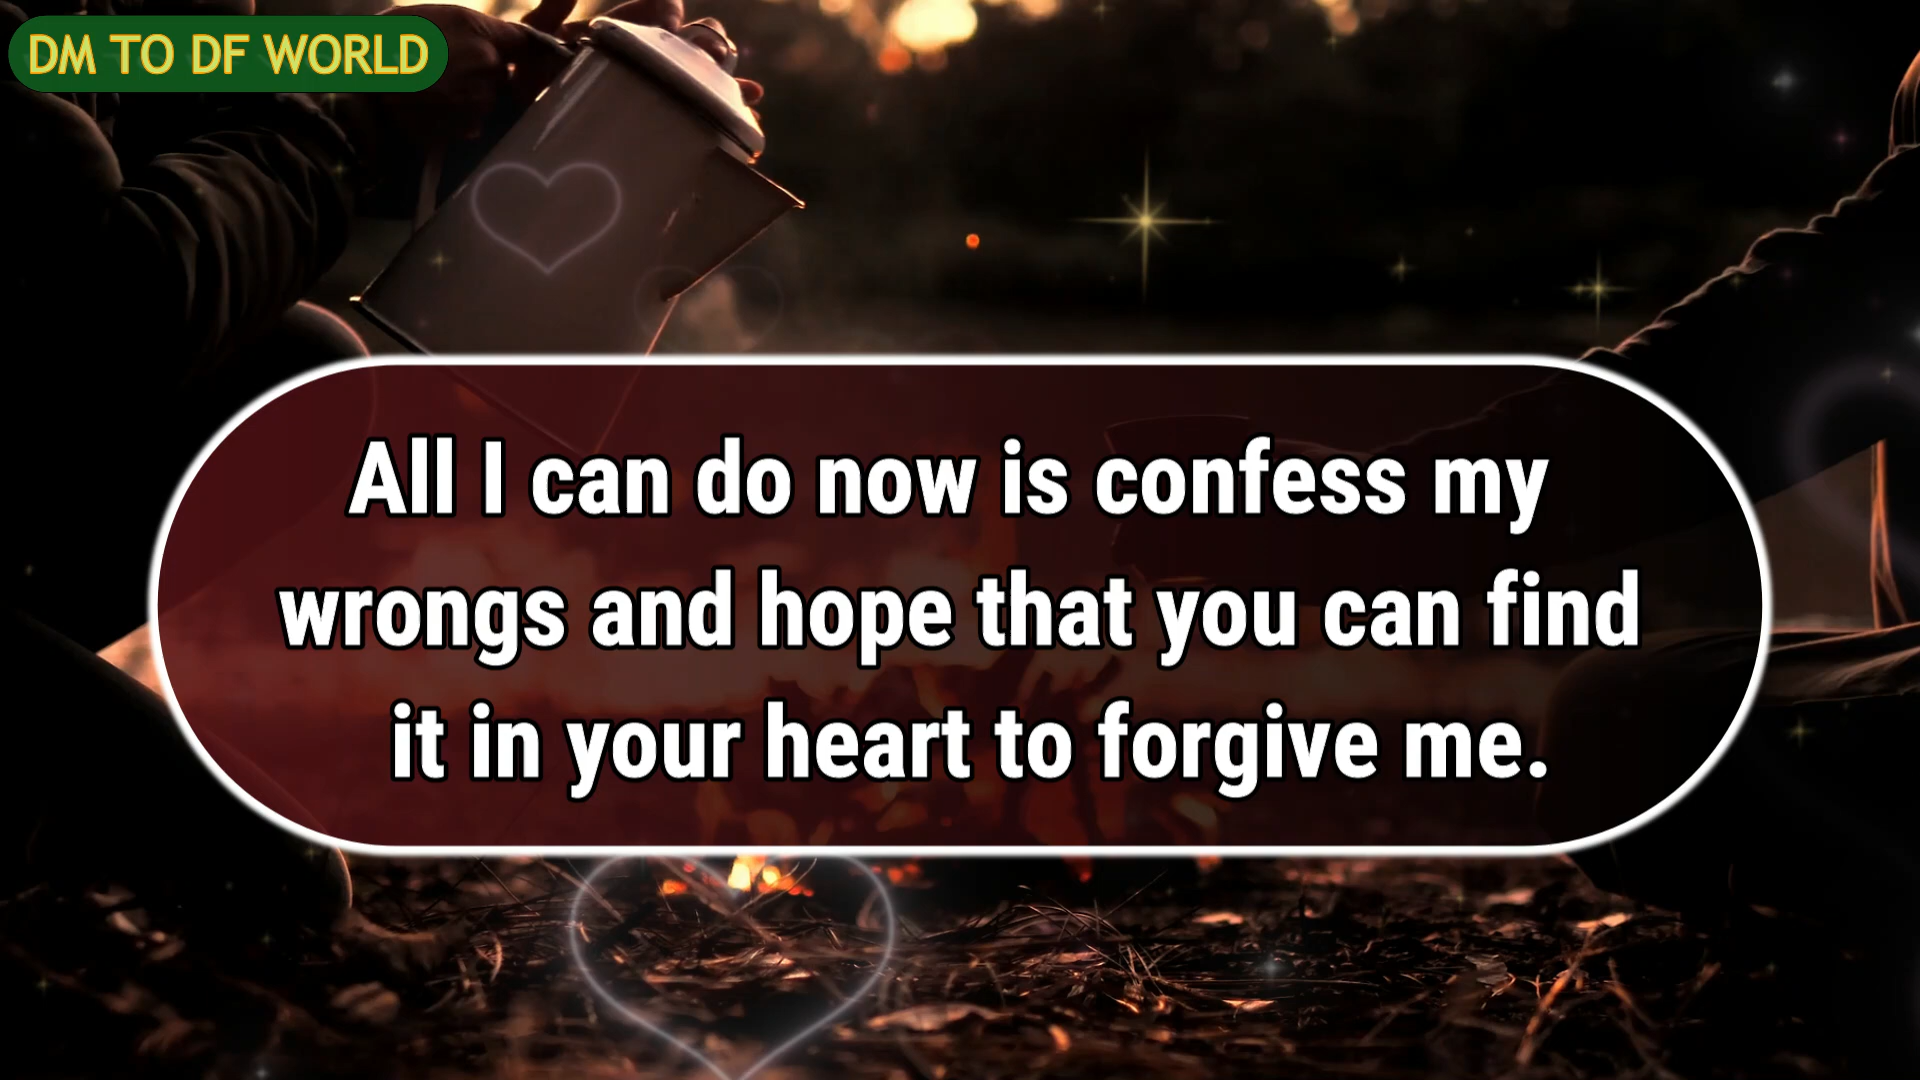 DM TO DF WORLD
All I can do now is confess my
wrongs and hope that you can find
it in your heart to forgive me.